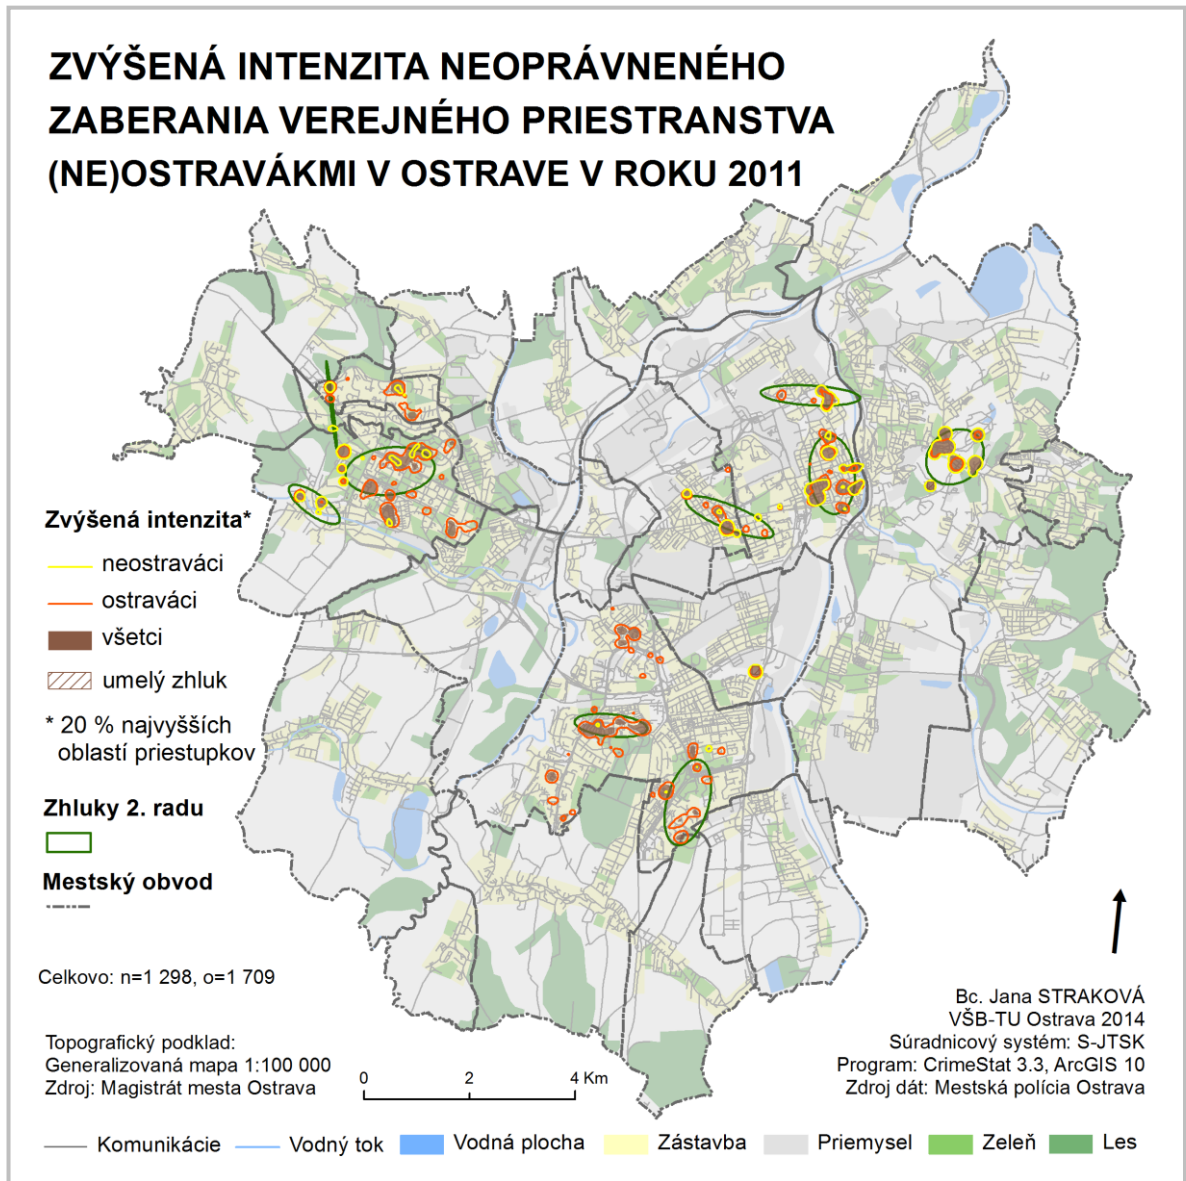 ZVÝŠENÁ INTENZITA NEOPRÁVNENÉHO
ZABERANIA VEREJNÉHO PRIESTRANSTVA
(NE)OSTRAVÁKMI V OSTRAVE V ROKU 2011
Zvýšená intenzita*
neostraváci
ostraváci
všetci
umelý zhluk
* 20 % najvyšších
oblastí priestupkov
Zhluky 2. radu
Mestský obvod
Celkovo: n=1 298, o=1 709
Topografický podklad:
Generalizovaná mapa 1:100 000
Zdroj: Magistrát mesta Ostrava
0 2 4 Km
Bc. Jana STRAKOVÁ
VŠB-TU Ostrava 2014
Súradnicový systém: S-JTSK
Program: CrimeStat 3.3, ArcGIS 10
Zdroj dát: Mestská polícia Ostrava
Komunikácie Vodný tok Vodná plocha Zástavba Priemysel Zeleň Les